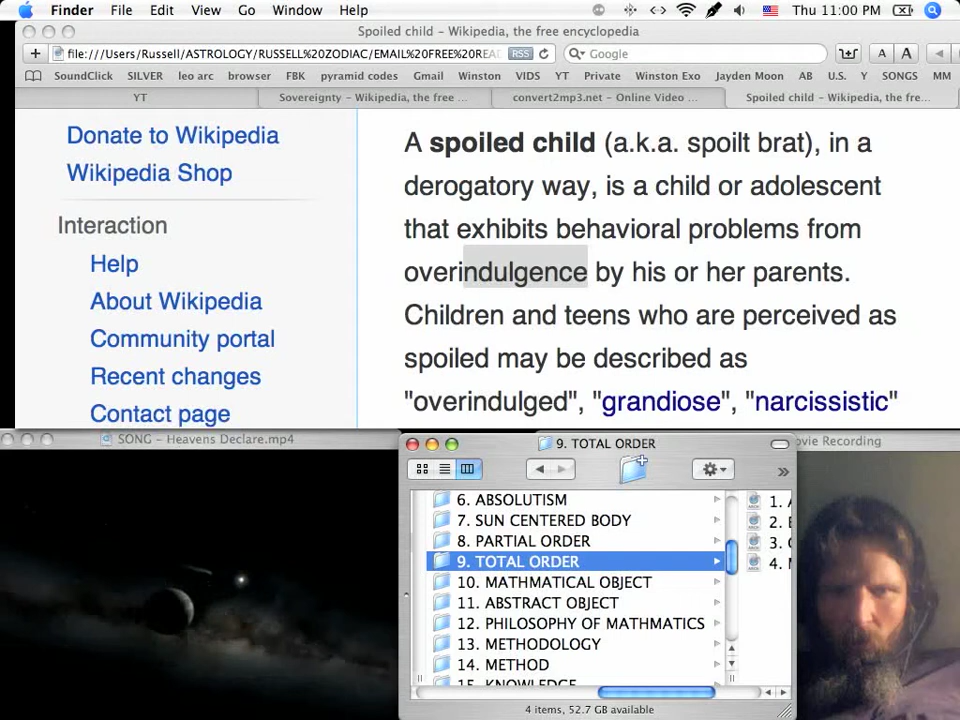 Finder File Edit View Go Window Help Thu 11:00 PM
Spoiled child – Wikipedia, the free encyclopedia
file:///Users/Russell/ASTROLOGY/RUSSELL%20ZODIAC/EMAIL%20FREE%20REA RSS Google A A
SoundClick SILVER leo arc browser FBK pyramid codes Gmail Winston VIDS YT Private Winston Exo Jayden Moon AB U.S. Y SONGS MM
YT Sovereignty – Wikipedia, the free ... convert2mp3.net – Online Video ... Spoiled child – Wikipedia, the fre...
Donate to Wikipedia
Wikipedia Shop
Interaction
Help
About Wikipedia
Community portal
Recent changes
Contact page
A spoiled child (a.k.a. spoilt brat), in a
derogatory way, is a child or adolescent
that exhibits behavioral problems from
overindulgence by his or her parents.
Children and teens who are perceived as
spoiled may be described as
"overindulged", "grandiose", "narcissistic"
SONG – Heavens Declare.mp4
9. TOTAL ORDER
ovie Recording
6. ABSOLUTISM
7. SUN CENTERED BODY
8. PARTIAL ORDER
9. TOTAL ORDER
10. MATHMATICAL OBJECT
11. ABSTRACT OBJECT
12. PHILOSOPHY OF MATHMATICS
13. METHODOLOGY
14. METHOD
15. KNOWLEDGE
1.
2.
3.
4.
4 items, 52.7 GB available